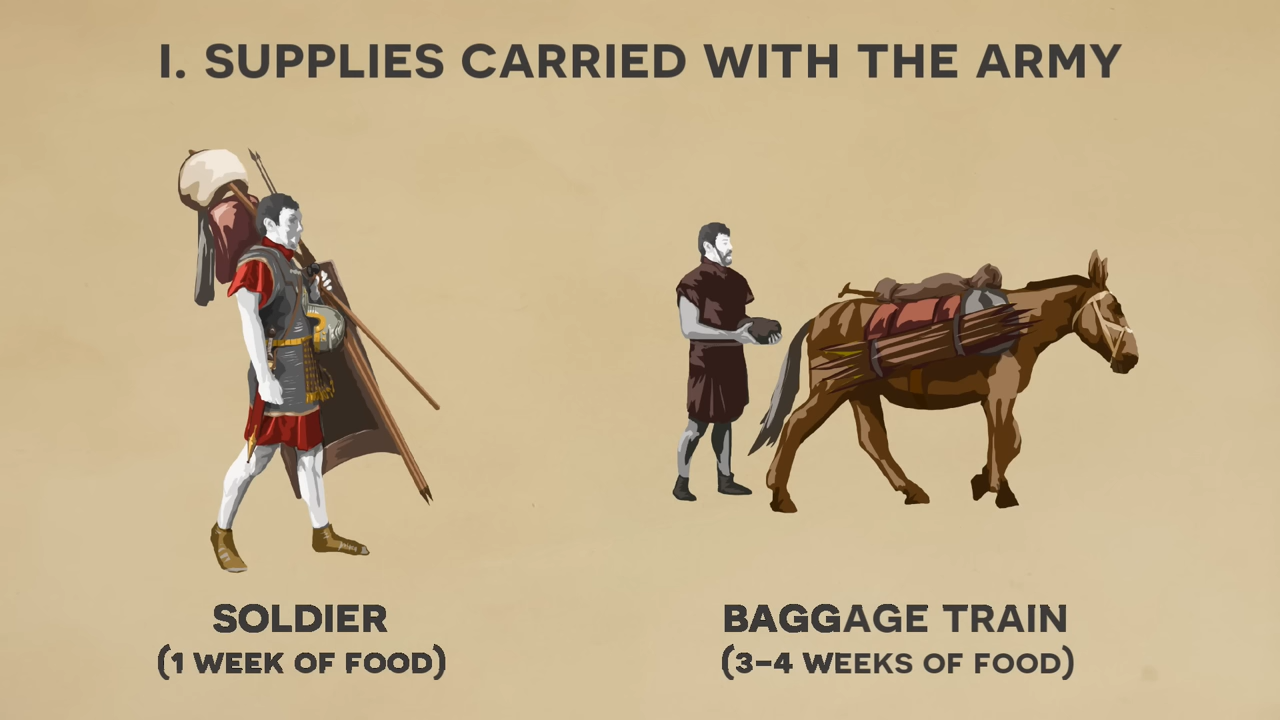 I. SUPPLIES CARRIED WITH THE ARMY
SOLDIER
(1 WEEK OF FOOD)
BAGGAGE TRAIN
(3-4 WEEKS OF FOOD)